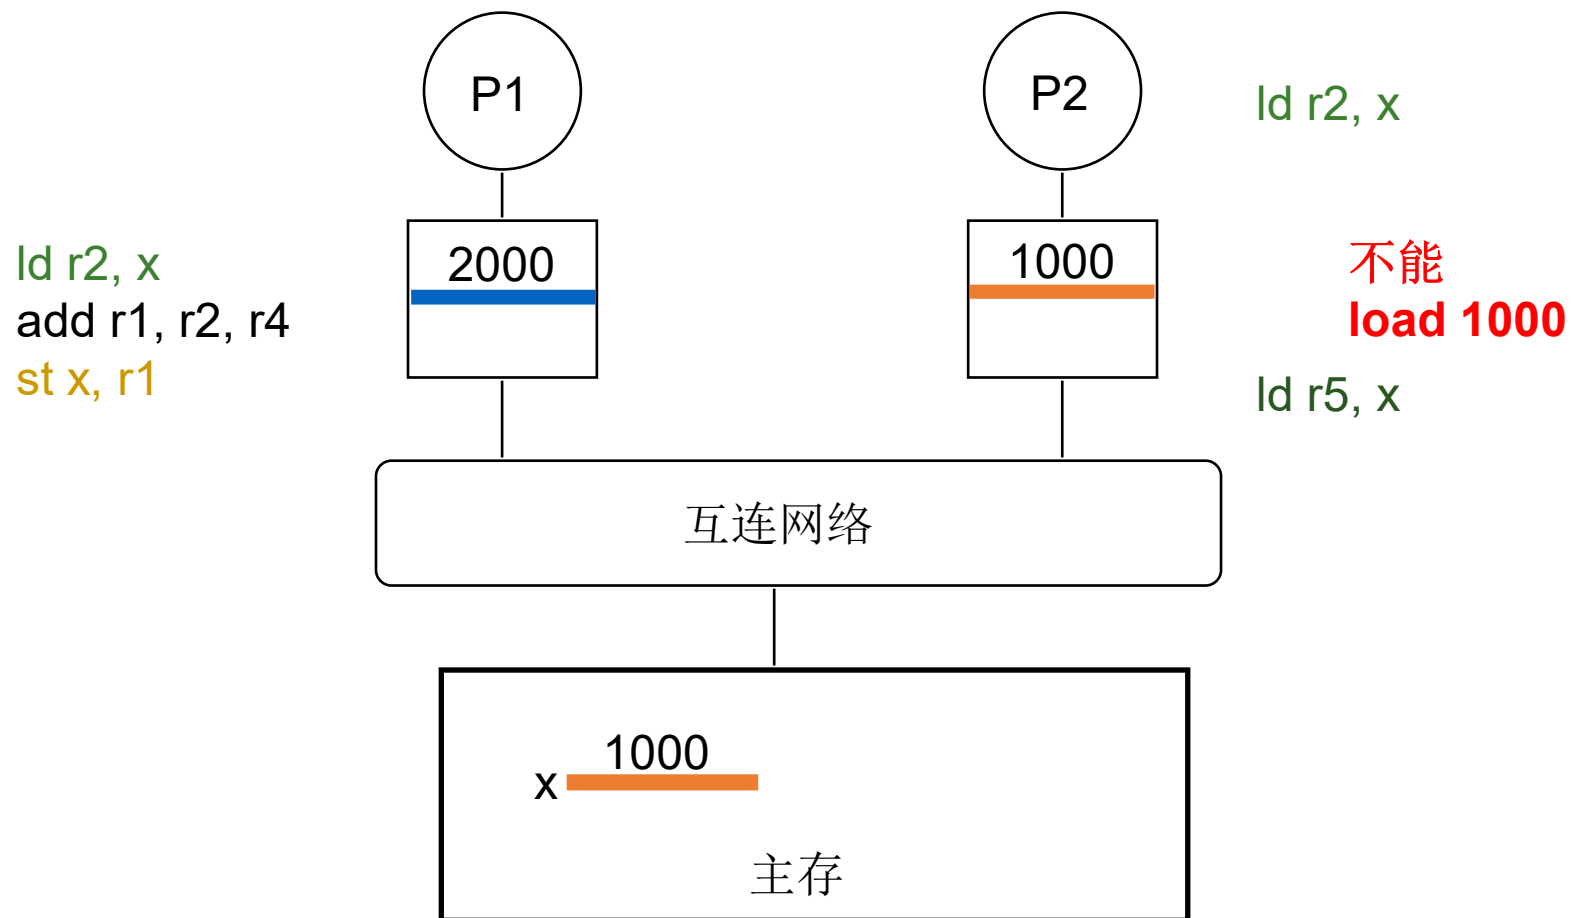 P1
P2
ld r2, x
2000
1000
ld r2, x
add r1, r2, r4
st x, r1
不能
load 1000
ld r5, x
互连网络
1000
x
主存